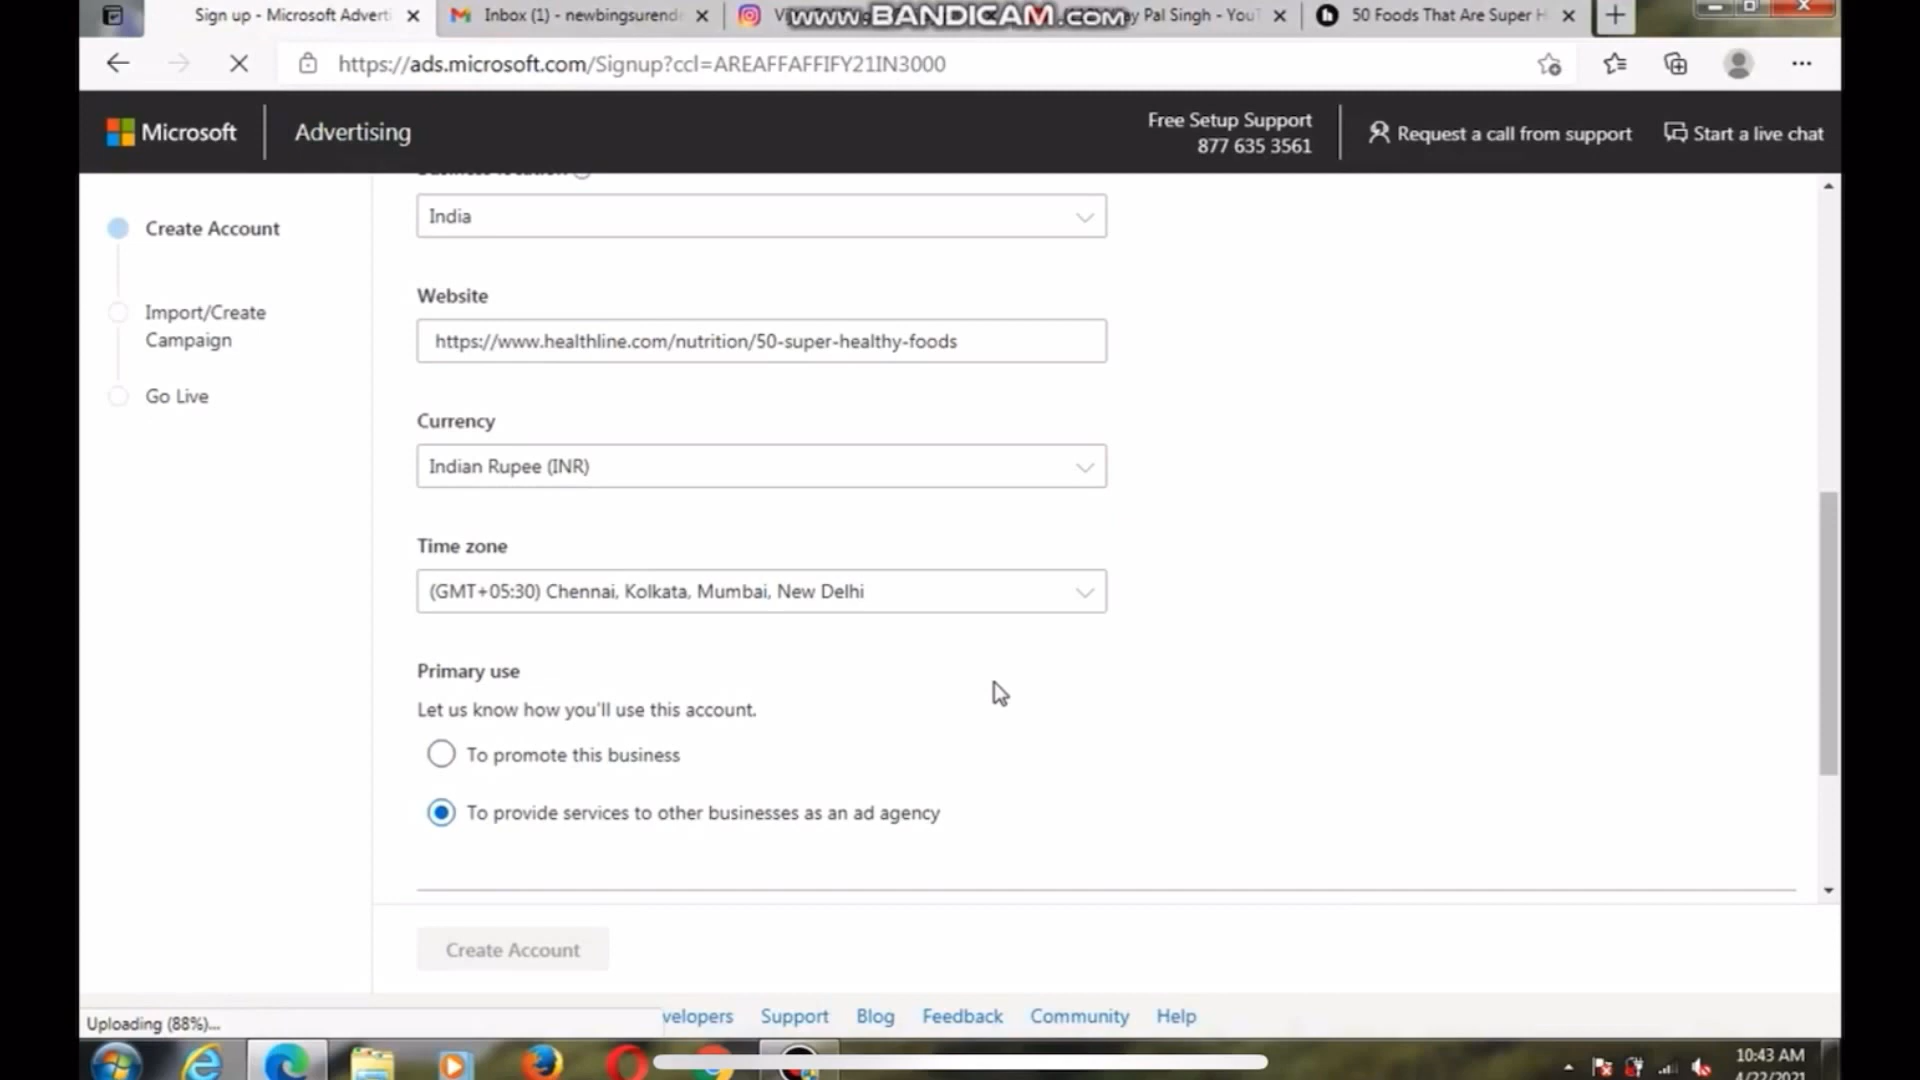 Sign up - Microsoft Adverti
Inbox (1) - newbingsurend
www.BANDICAM.com
y Pal Singh - YouT
50 Foods That Are Super H
https://ads.microsoft.com/Signup?ccl=AREAFFAFFIFY21IN3000
Microsoft
Advertising
Free Setup Support
877 635 3561
Request a call from support
Start a live chat
Create Account
Import/Create
Campaign
Go Live
India
Website
https://www.healthline.com/nutrition/50-super-healthy-foods
Currency
Indian Rupee (INR)
Time zone
(GMT+05:30) Chennai, Kolkata, Mumbai, New Delhi
Primary use
Let us know how you'll use this account.
To promote this business
To provide services to other businesses as an ad agency
Create Account
Uploading (88%)...
velopers
Support
Blog
Feedback
Community
Help
10:43 AM
4/22/2021